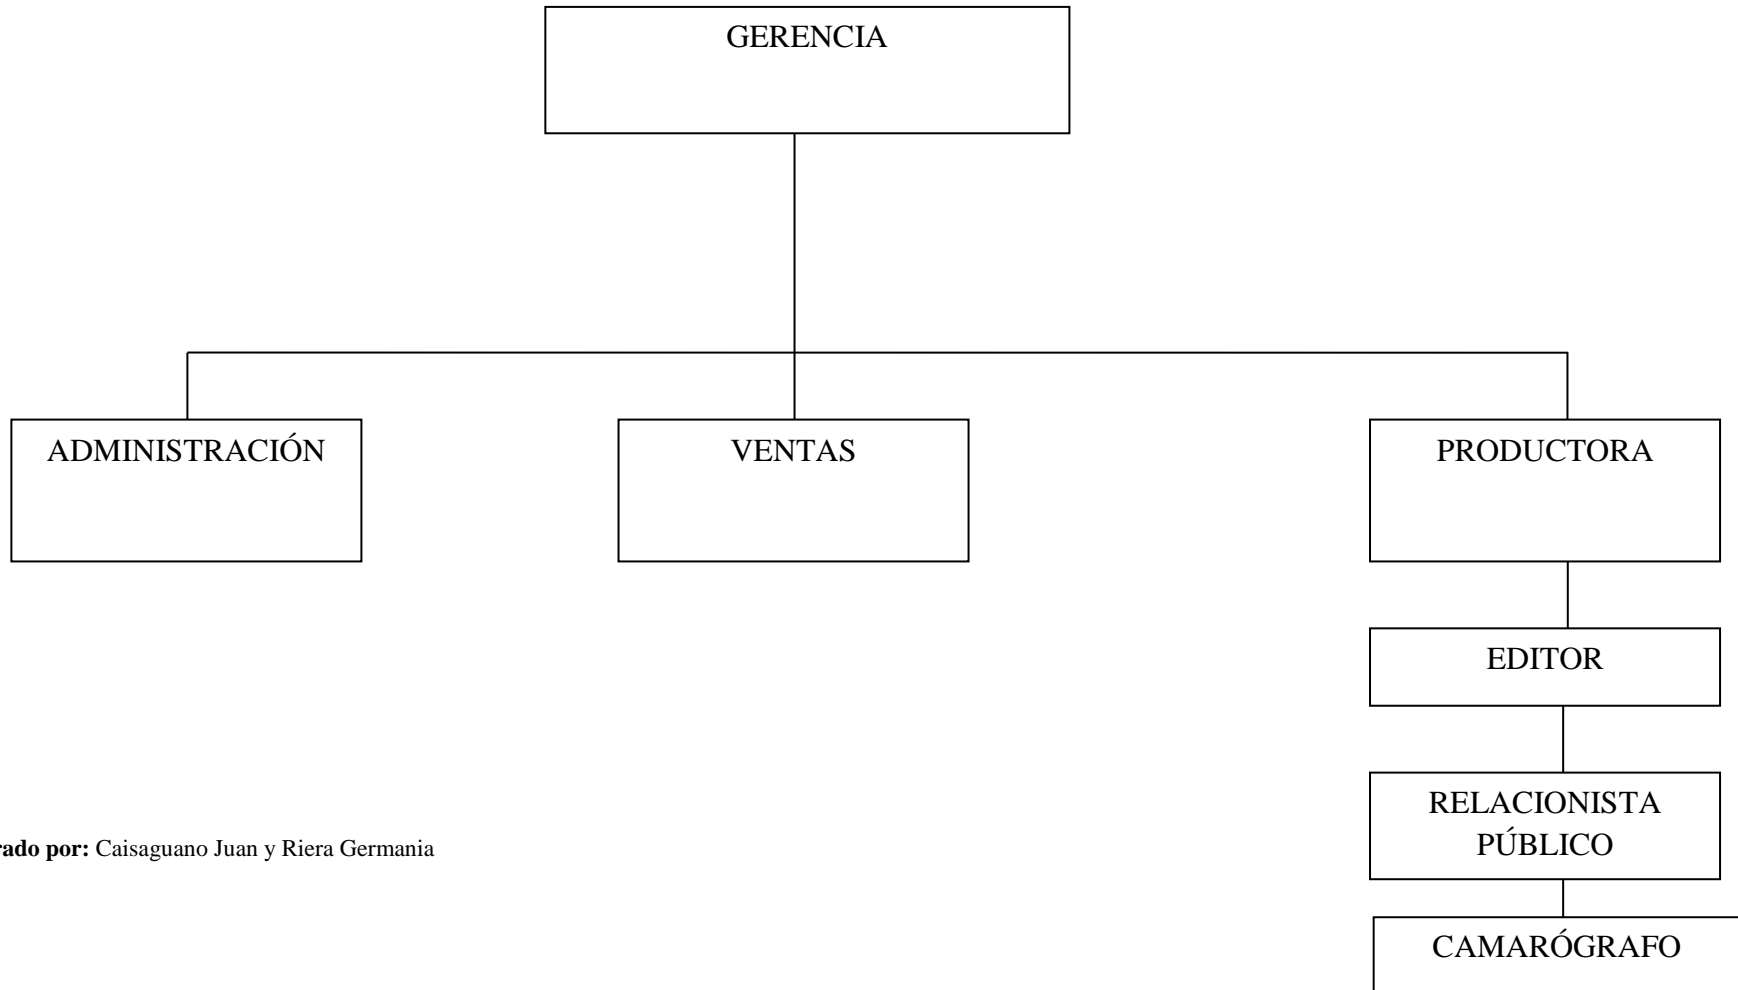 GERENCIA
ADMINISTRACIÓN
VENTAS
PRODUCTORA
EDITOR
RELACIONISTA
PÚBLICO
rado por: Caisaguano Juan y Riera Germania
CAMARÓGRAFO